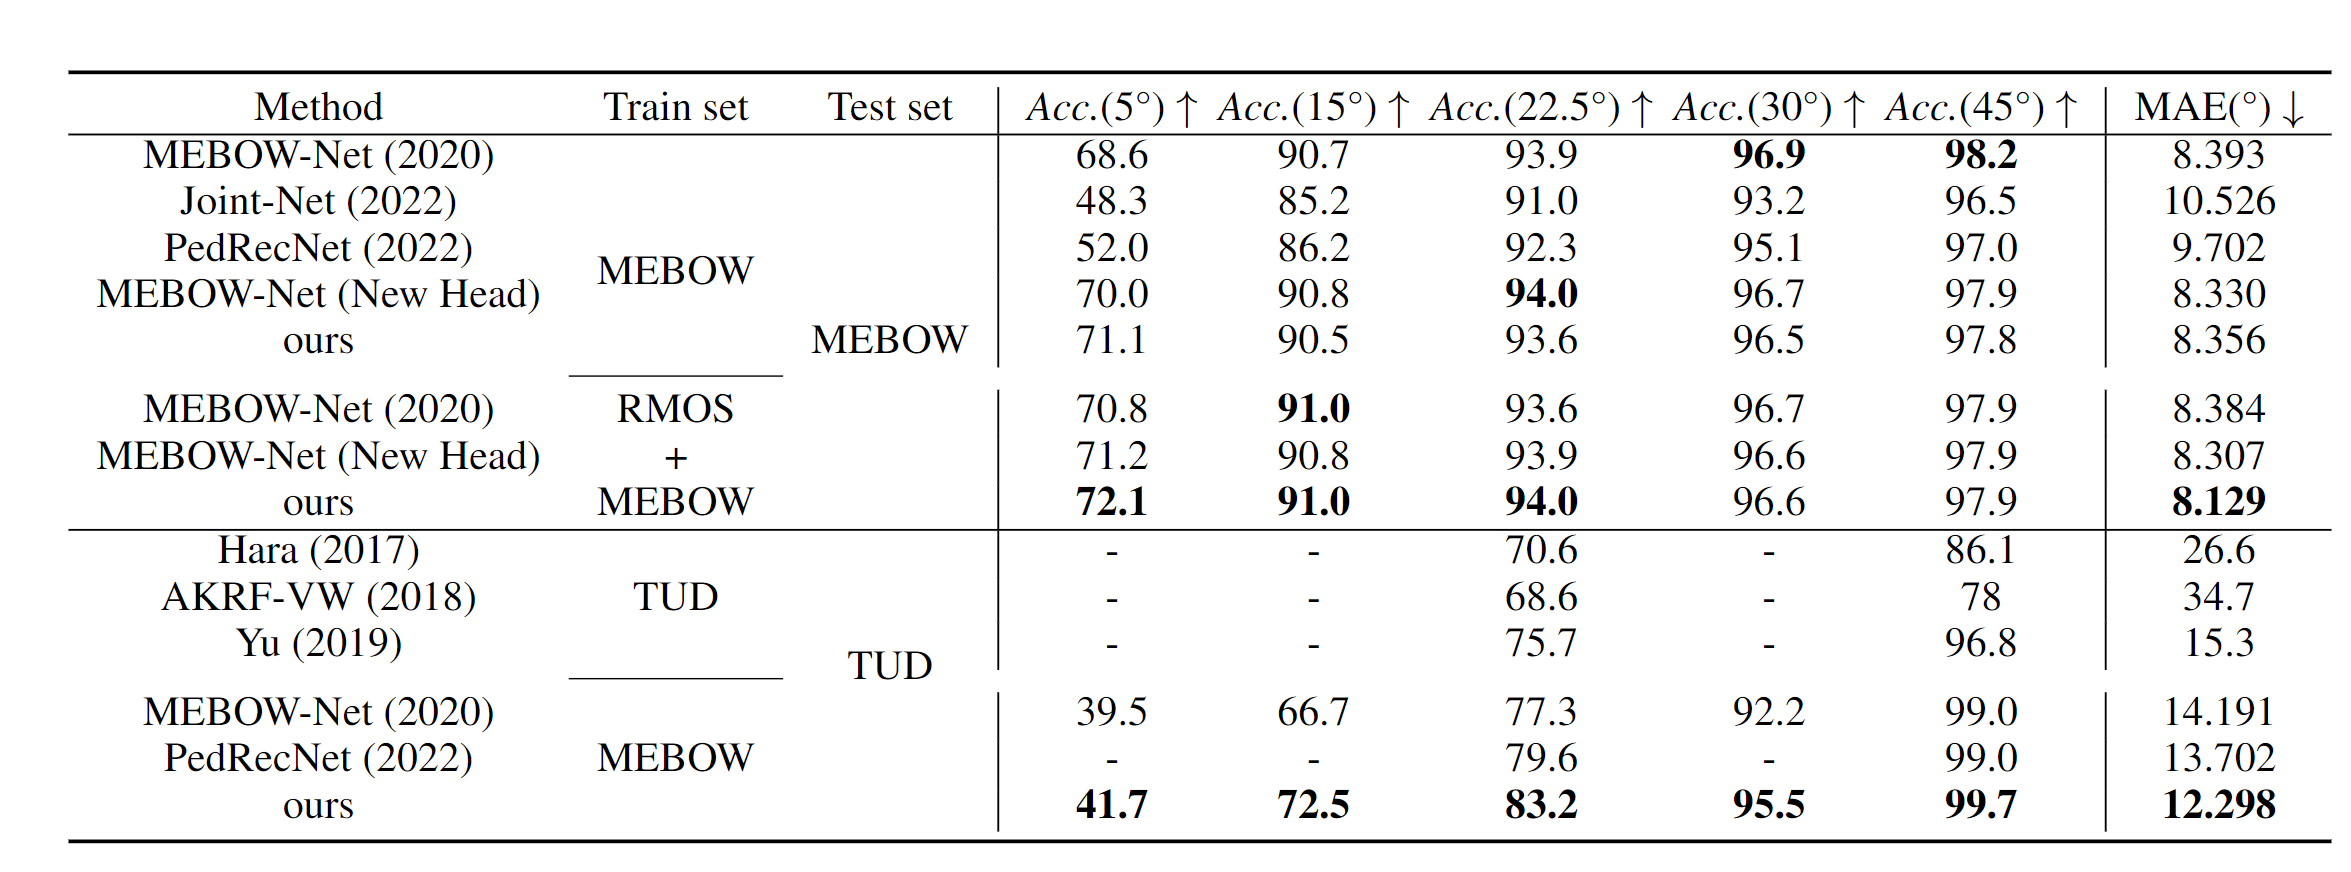 Method Train set Test set Acc.(5°) ↑ Acc.(15°) ↑ Acc.(22.5°) ↑ Acc.(30°) ↑ Acc.(45°) ↑ MAE(°) ↓
MEBOW-Net (2020) 68.6 90.7 93.9 96.9 98.2 8.393
Joint-Net (2022) 48.3 85.2 91.0 93.2 96.5 10.526
PedRecNet (2022) 52.0 86.2 92.3 95.1 97.0 9.702
MEBOW
MEBOW-Net (New Head) 70.0 90.8 94.0 96.7 97.9 8.330
ours MEBOW 71.1 90.5 93.6 96.5 97.8 8.356
MEBOW-Net (2020) RMOS 70.8 91.0 93.6 96.7 97.9 8.384
MEBOW-Net (New Head) + 71.2 90.8 93.9 96.6 97.9 8.307
ours MEBOW 72.1 91.0 94.0 96.6 97.9 8.129
Hara (2017) - - 70.6 - 86.1 26.6
AKRF-VW (2018) TUD - - 68.6 - 78 34.7
Yu (2019) - - 75.7 - 96.8 15.3
TUD
MEBOW-Net (2020) 39.5 66.7 77.3 92.2 99.0 14.191
PedRecNet (2022) MEBOW - - 79.6 - 99.0 13.702
ours 41.7 72.5 83.2 95.5 99.7 12.298